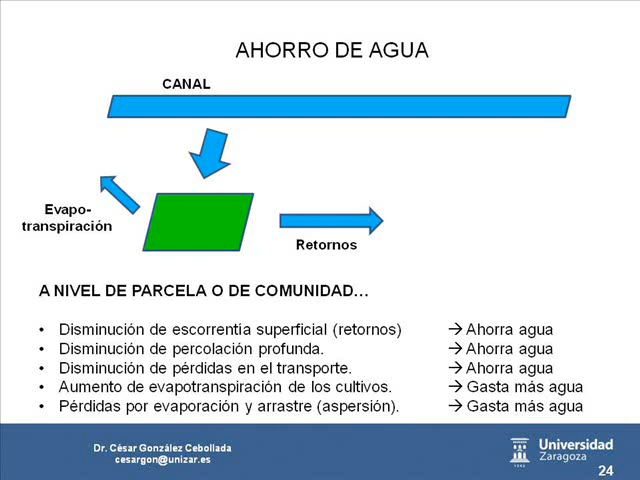 AHORRO DE AGUA
CANAL
Evapo-
transpiración
Retornos
A NIVEL DE PARCELA O DE COMUNIDAD...
• Disminución de escorrentia superficial (retornos) → Ahorra agua
• Disminución de percolación profunda. → Ahorra agua
• Disminución de pérdidas en el transporte. → Ahorra agua
• Aumento de evapotranspiración de los cultivos. → Gasta más agua
• Pérdidas por evaporación y arrastre (aspersión). → Gasta más agua
Dr. César González Cebollada
cesargon@unizar.es
Universidad
Zaragoza
1542
24